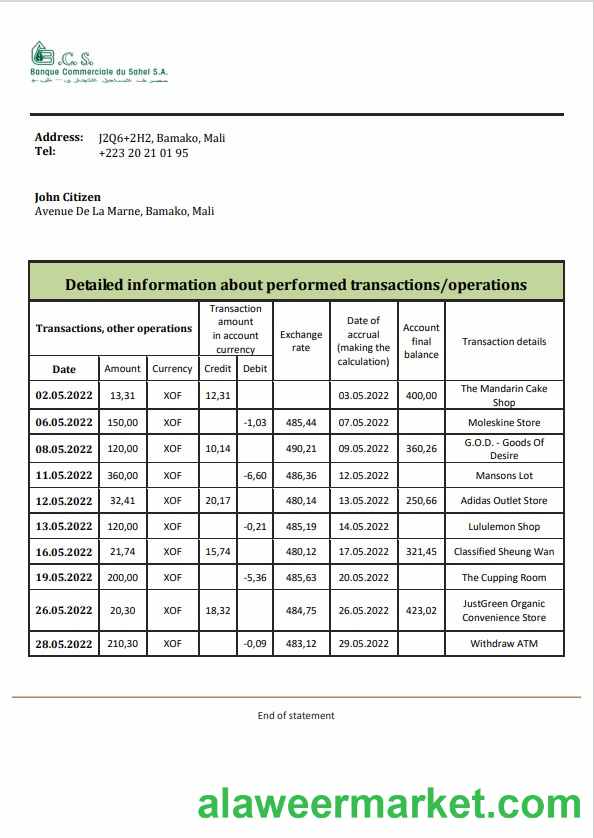 B.C.S.
Banque Commerciale du Sahel S.A.
Address: J2Q6+2H2, Bamako, Mali
Tel: +223 20 21 01 95
John Citizen
Avenue De La Marne, Bamako, Mali
Detailed information about performed transactions/operations
Transactions, other operations
Transaction
amount
in account
currency
Exchange
rate
Date of
accrual
(making the
calculation)
Account
final
balance
Transaction details
Date Amount Currency Credit Debit
02.05.2022 13,31 XOF 12,31 03.05.2022 400,00 The Mandarin Cake
Shop
06.05.2022 150,00 XOF -1,03 485,44 07.05.2022 Moleskine Store
08.05.2022 120,00 XOF 10,14 490,21 09.05.2022 360,26 G.O.D. - Goods Of
Desire
11.05.2022 360,00 XOF -6,60 486,36 12.05.2022 Mansons Lot
12.05.2022 32,41 XOF 20,17 480,14 13.05.2022 250,66 Adidas Outlet Store
13.05.2022 120,00 XOF -0,21 485,19 14.05.2022 Lululemon Shop
16.05.2022 21,74 XOF 15,74 480,12 17.05.2022 321,45 Classified Sheung Wan
19.05.2022 200,00 XOF -5,36 485,63 20.05.2022 The Cupping Room
26.05.2022 20,30 XOF 18,32 484,75 26.05.2022 423,02 JustGreen Organic
Convenience Store
28.05.2022 210,30 XOF -0,09 483,12 29.05.2022 Withdraw ATM
End of statement
alaweermarket.com